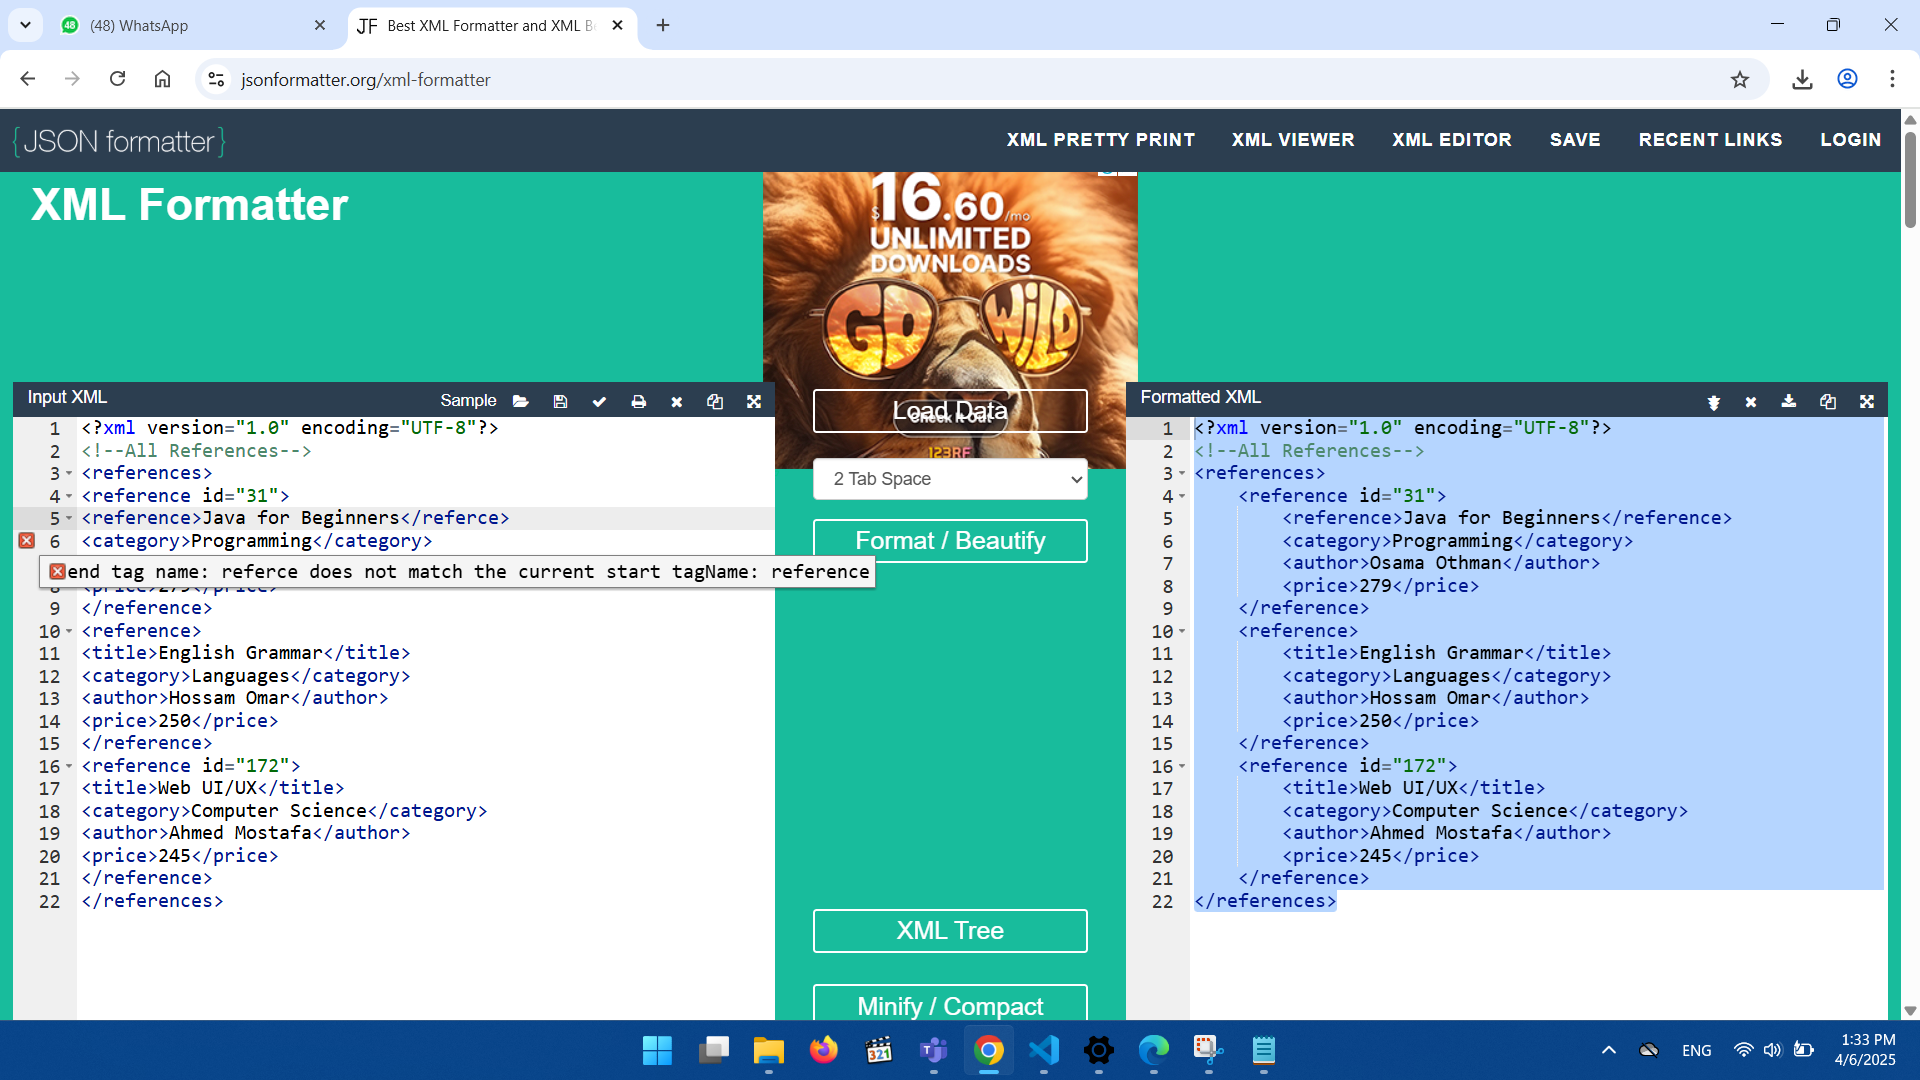 (48) WhatsApp
JF Best XML Formatter and XML Be
jsonformatter.org/xml-formatter
{JSON formatter}
XML PRETTY PRINT
XML VIEWER
XML EDITOR
SAVE
RECENT LINKS
LOGIN
XML Formatter
$16.60/mo
UNLIMITED
DOWNLOADS
GO WILD
Check It Out
123RF
Input XML
Sample
1 <?xml version="1.0" encoding="UTF-8"?>
2 <!--All References-->
3 <references>
4 <reference id="31">
5 <reference>Java for Beginners</referce>
6 <category>Programming</category>
end tag name: referce does not match the current start tagName: reference
8 <price>279</price>
9 </reference>
10 <reference>
11 <title>English Grammar</title>
12 <category>Languages</category>
13 <author>Hossam Omar</author>
14 <price>250</price>
15 </reference>
16 <reference id="172">
17 <title>Web UI/UX</title>
18 <category>Computer Science</category>
19 <author>Ahmed Mostafa</author>
20 <price>245</price>
21 </reference>
22 </references>
Load Data
2 Tab Space
Format / Beautify
XML Tree
Minify / Compact
Formatted XML
1 <?xml version="1.0" encoding="UTF-8"?>
2 <!--All References-->
3 <references>
4 <reference id="31">
5 <reference>Java for Beginners</reference>
6 <category>Programming</category>
7 <author>Osama Othman</author>
8 <price>279</price>
9 </reference>
10 <reference>
11 <title>English Grammar</title>
12 <category>Languages</category>
13 <author>Hossam Omar</author>
14 <price>250</price>
15 </reference>
16 <reference id="172">
17 <title>Web UI/UX</title>
18 <category>Computer Science</category>
19 <author>Ahmed Mostafa</author>
20 <price>245</price>
21 </reference>
22 </references>
321
ENG
1:33 PM
4/6/2025